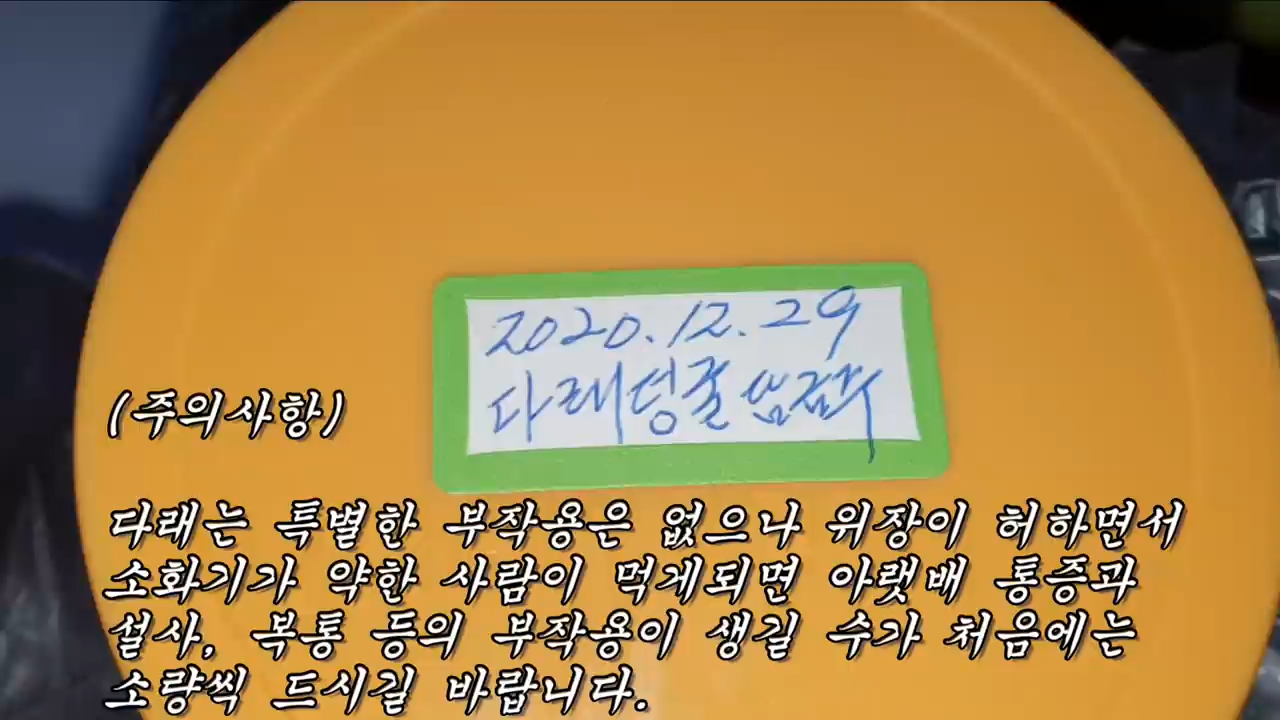 2020.12.29
다래덩굴
(주의사항)
다래는 특별한 부작용은 없으나 위장이 허하면서
소화기가 약한 사람이 먹게되면 아랫배 통증과
설사, 복통 등의 부작용이 생길 수가 처음에는
소량씩 드시길 바랍니다.